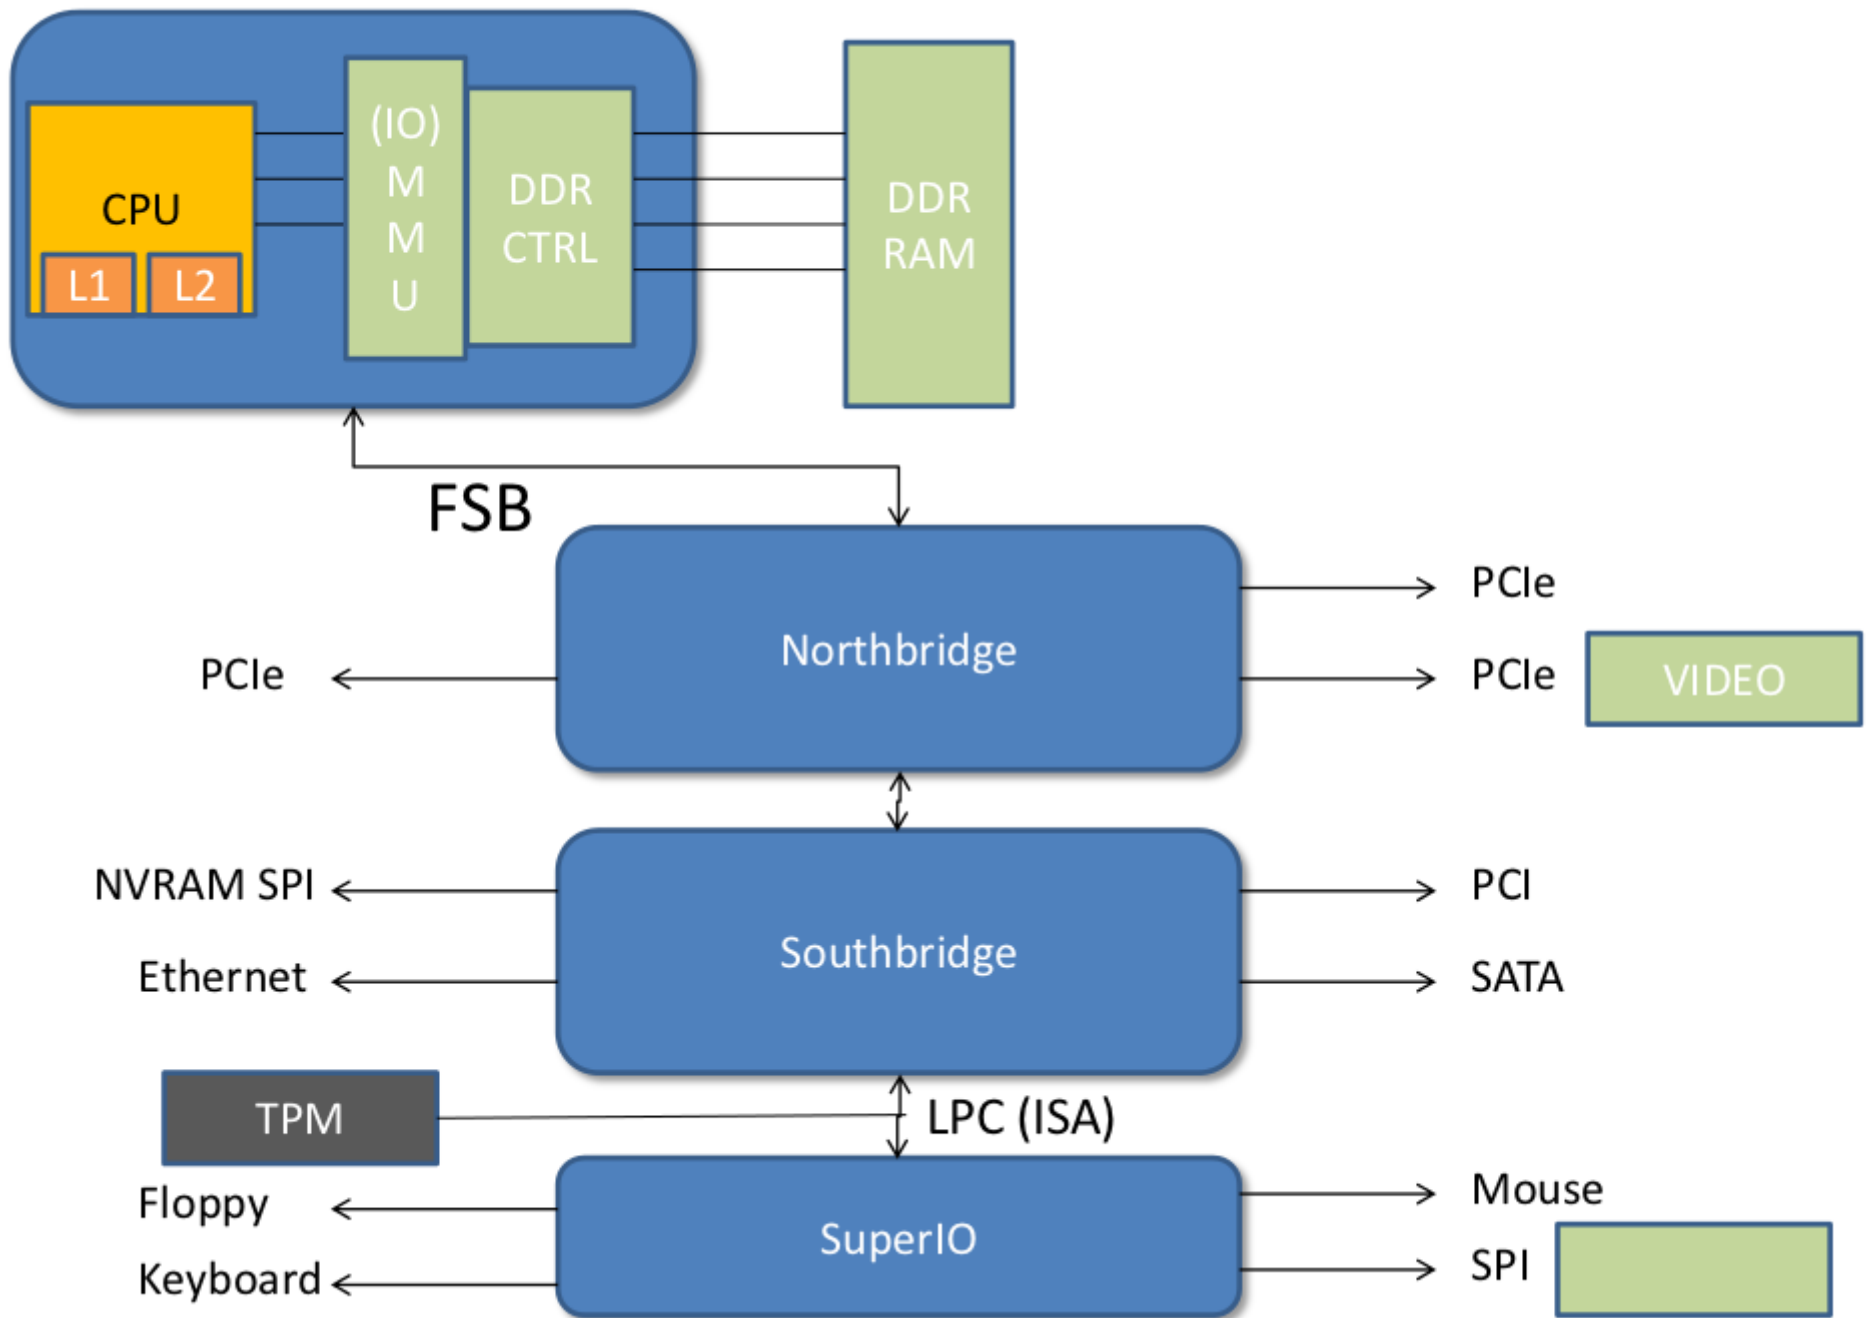 CPU
L1
L2
(IO)
M
M
U
DDR
CTRL
DDR
RAM
FSB
Northbridge
PCIe
PCIe
PCIe
VIDEO
NVRAM SPI
Ethernet
Southbridge
PCI
SATA
TPM
LPC (ISA)
Floppy
Keyboard
SuperIO
Mouse
SPI